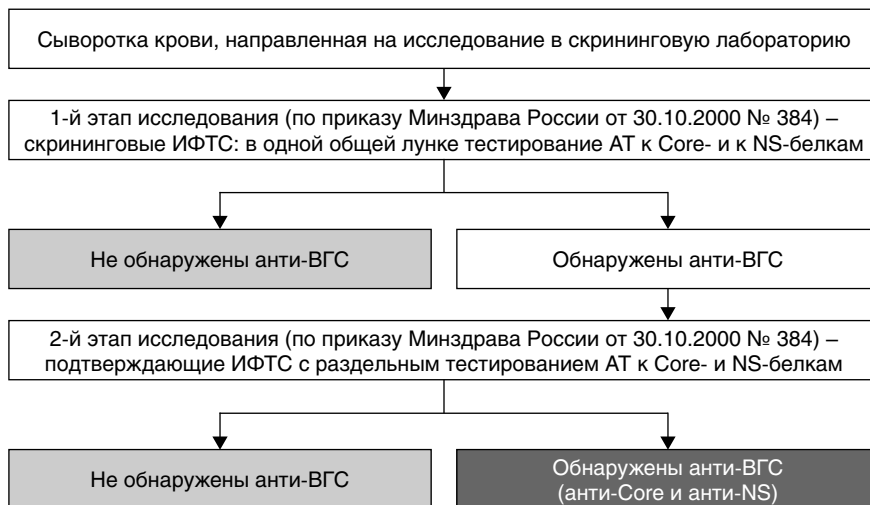 Сыворотка крови, направленная на исследование в скрининговую лабораторию
1-й этап исследования (по приказу Минздрава России от 30.10.2000 № 384) –
скрининговые ИФТС: в одной общей лунке тестирование АТ к Core- и к NS-белкам
Не обнаружены анти-ВГС
Обнаружены анти-ВГС
2-й этап исследования (по приказу Минздрава России от 30.10.2000 № 384) –
подтверждающие ИФТС с раздельным тестированием АТ к Core- и NS-белкам
Не обнаружены анти-ВГС
Обнаружены анти-ВГС
(анти-Core и анти-NS)